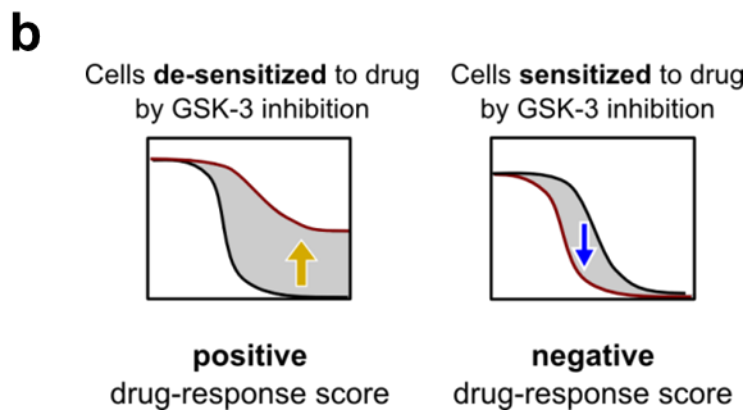 b
Cells de-sensitized to drug
by GSK-3 inhibition
Cells sensitized to drug
by GSK-3 inhibition
positive
drug-response score
negative
drug-response score